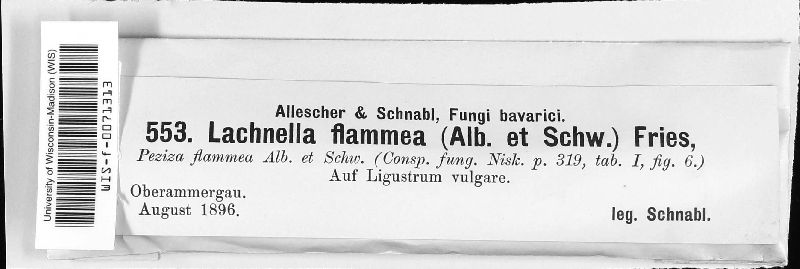 University of Wisconsin-Madison (WIS)
WIS-f-0071313
Allescher & Schnabl, Fungi bavarici.
553. Lachnella flammea (Alb. et Schw.) Fries,
Peziza flammea Alb. et Schw. (Consp. fung. Nisk. p. 319, tab. I, fig. 6.)
Auf Ligustrum vulgare.
Oberammergau.
August 1896.
leg. Schnabl.